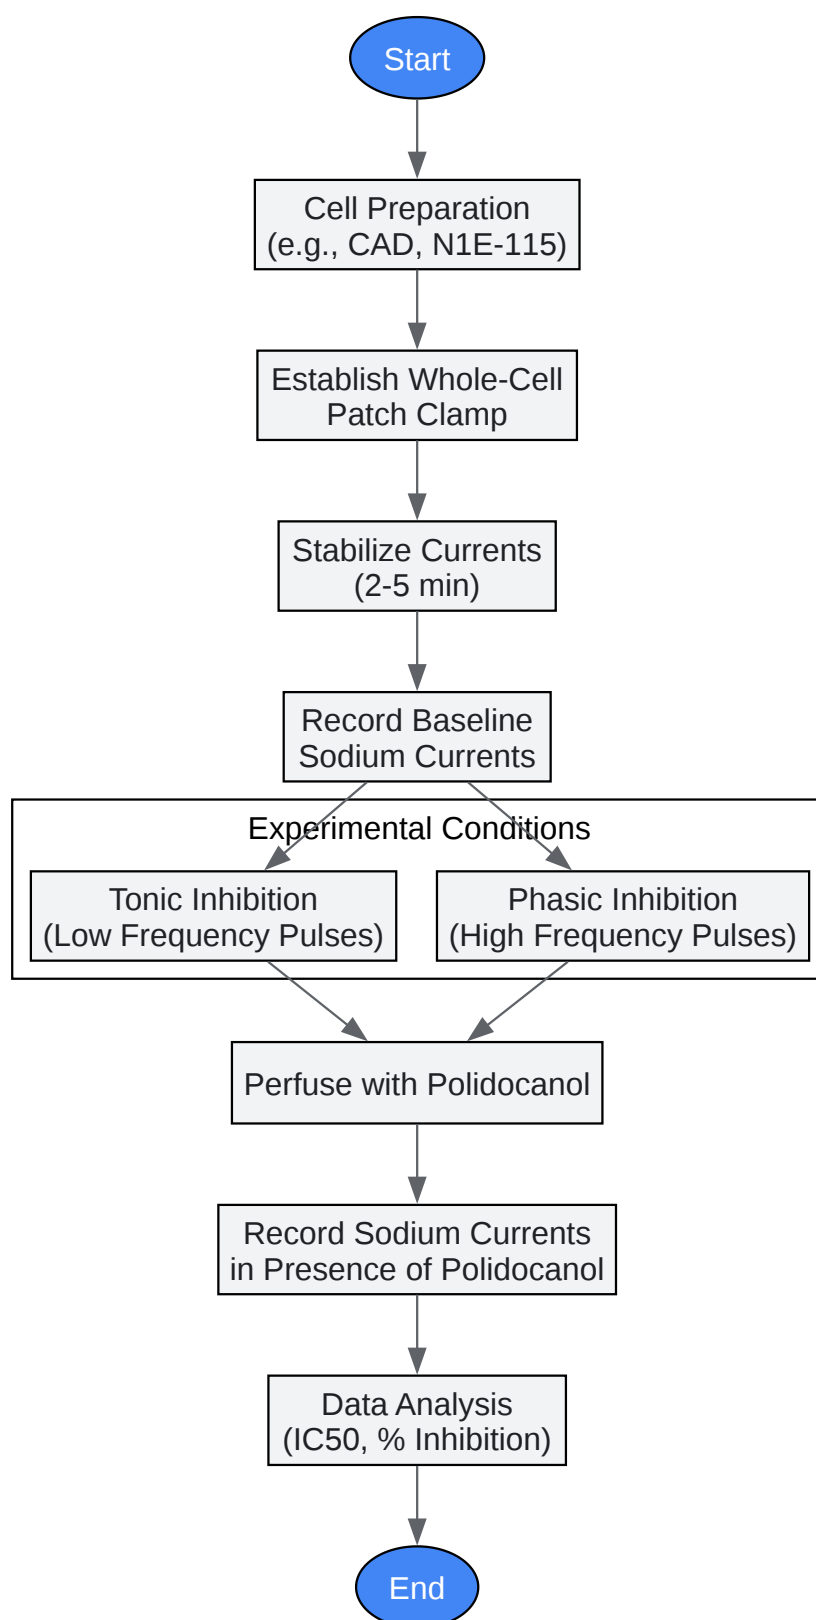 Start
Cell Preparation
(e.g., CAD, N1E-115)
Establish Whole-Cell
Patch Clamp
Stabilize Currents
(2-5 min)
Record Baseline
Sodium Currents
Experimental Conditions
Tonic Inhibition
(Low Frequency Pulses)
Phasic Inhibition
(High Frequency Pulses)
Perfuse with Polidocanol
Record Sodium Currents
in Presence of Polidocanol
Data Analysis
(IC50, % Inhibition)
End